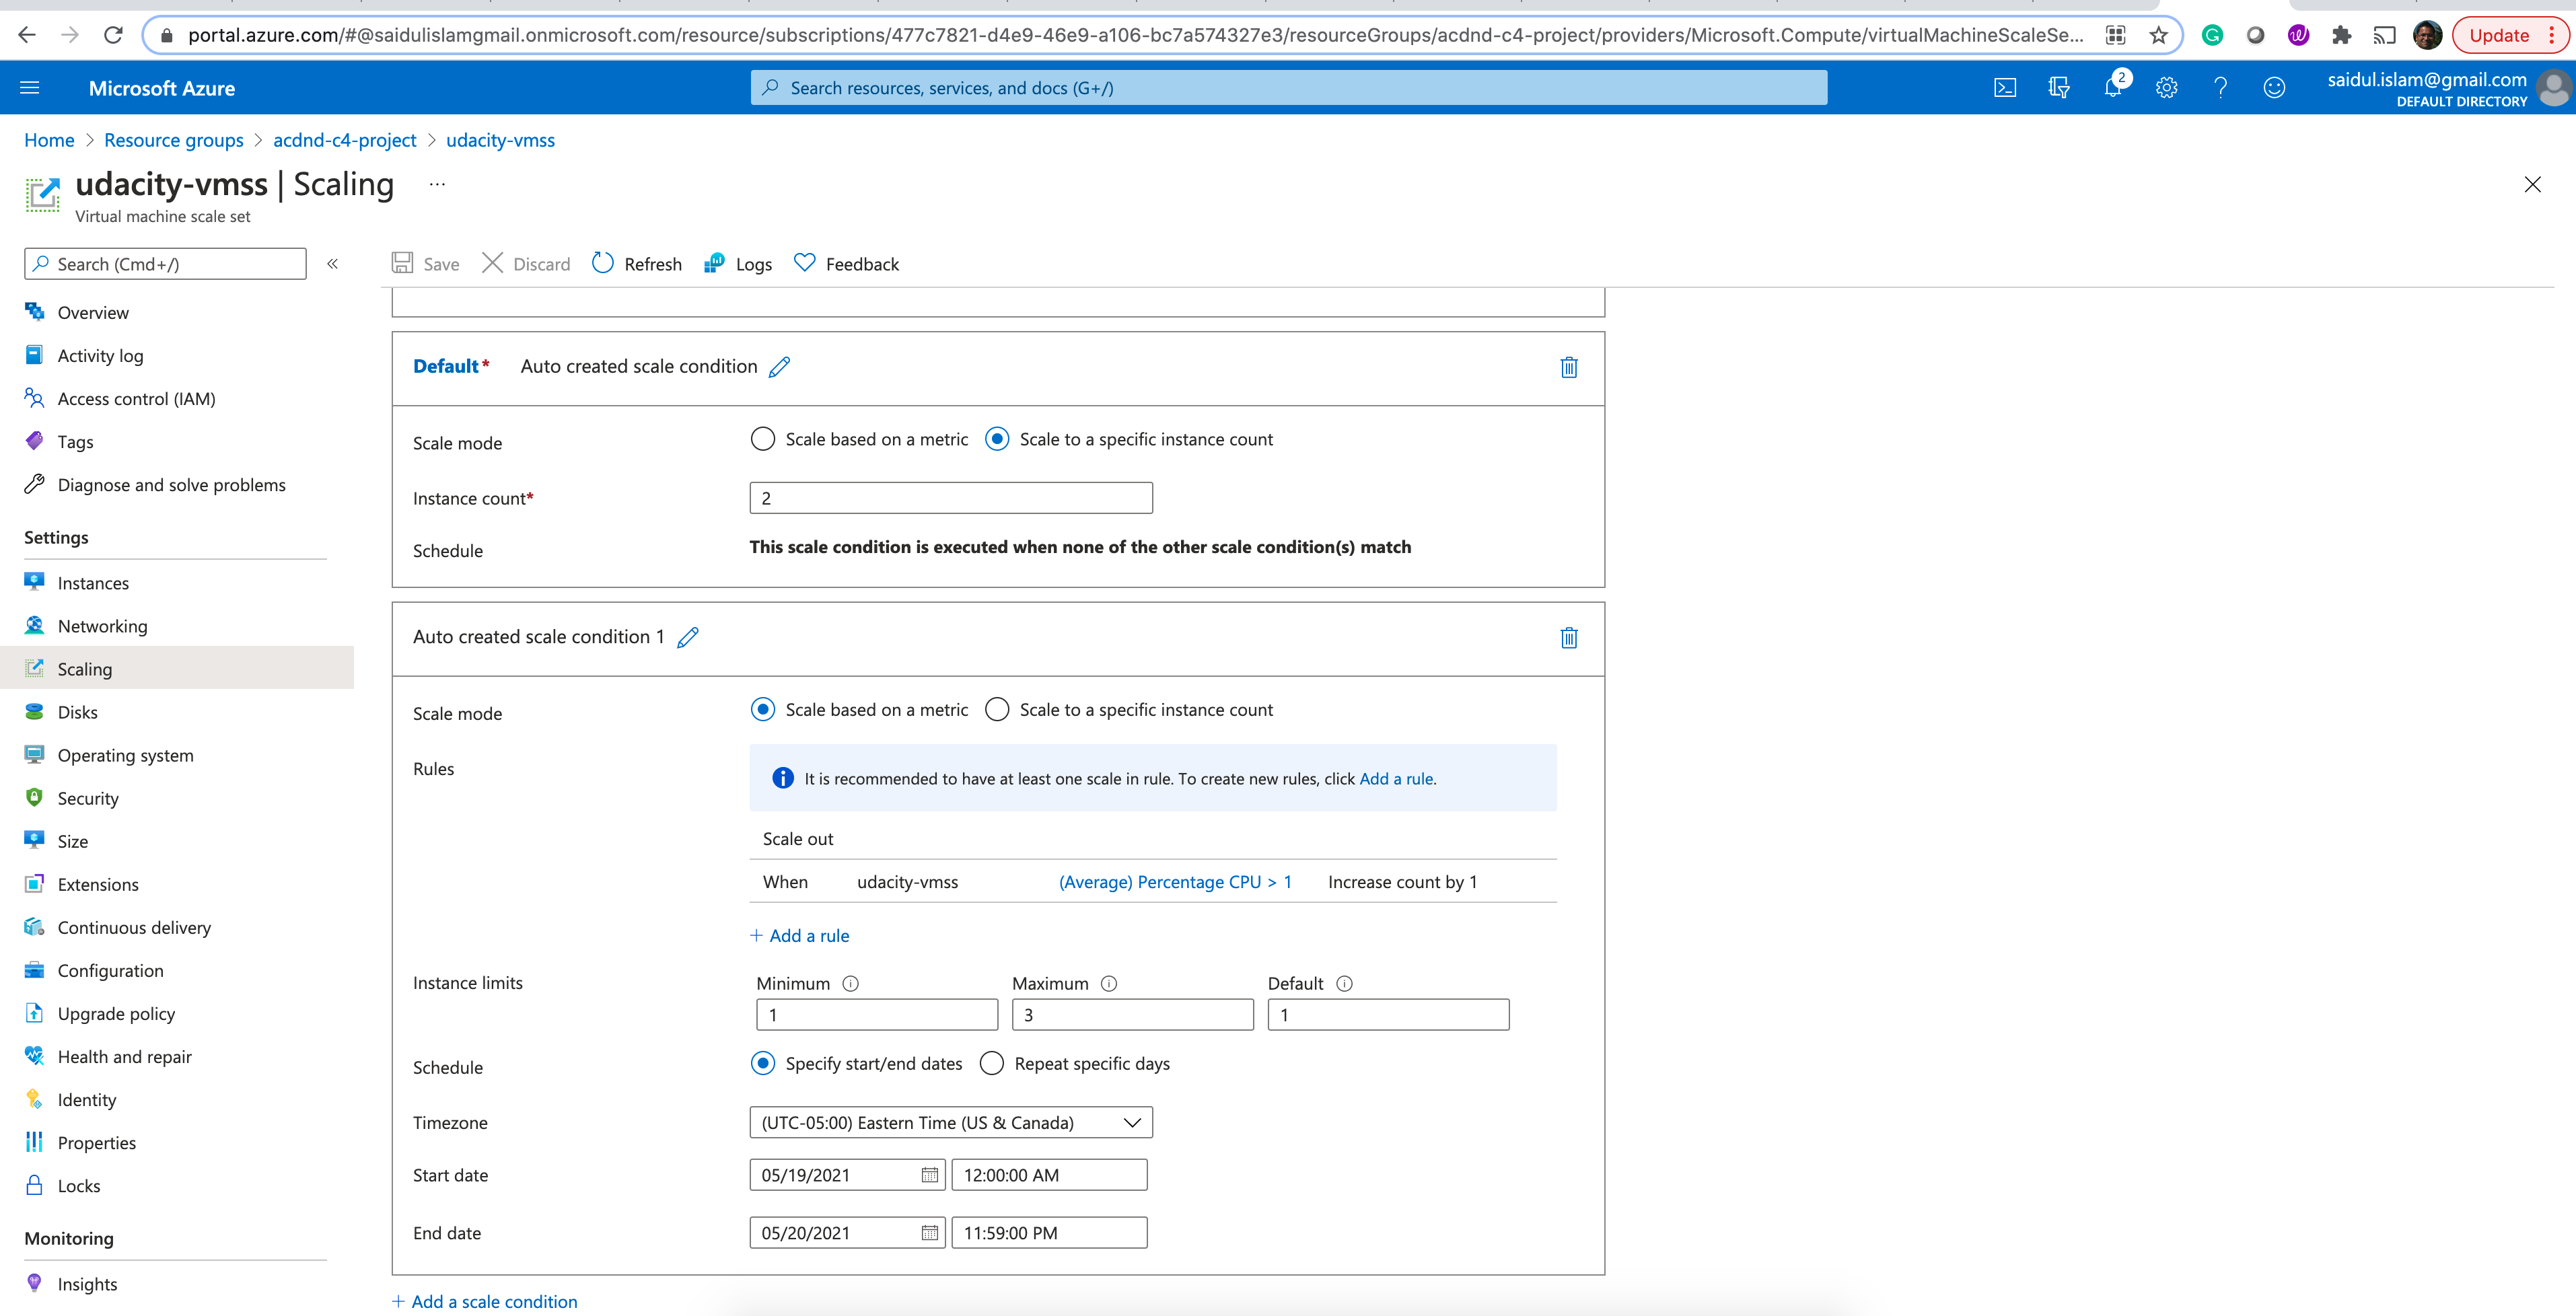 portal.azure.com/#@saidulislamgmail.onmicrosoft.com/resource/subscriptions/477c7821-d4e9-46e9-a106-bc7a574327e3/resourceGroups/acdnd-c4-project/providers/Microsoft.Compute/virtualMachineScaleSe...
Update
Microsoft Azure
Search resources, services, and docs (G+/)
2
saidul.islam@gmail.com
DEFAULT DIRECTORY
Home > Resource groups > acdnd-c4-project > udacity-vmss
udacity-vmss | Scaling ...
Virtual machine scale set
Search (Cmd+/)
«
Save
Discard
Refresh
Logs
Feedback
Overview
Activity log
Access control (IAM)
Tags
Diagnose and solve problems
Settings
Instances
Networking
Scaling
Disks
Operating system
Security
Size
Extensions
Continuous delivery
Configuration
Upgrade policy
Health and repair
Identity
Properties
Locks
Monitoring
Insights
Default* Auto created scale condition
Scale mode Scale based on a metric Scale to a specific instance count
Instance count* 2
Schedule This scale condition is executed when none of the other scale condition(s) match
Auto created scale condition 1
Scale mode Scale based on a metric Scale to a specific instance count
Rules It is recommended to have at least one scale in rule. To create new rules, click Add a rule.
Scale out
When udacity-vmss (Average) Percentage CPU > 1 Increase count by 1
+ Add a rule
Instance limits Minimum Maximum Default
1 3 1
Schedule Specify start/end dates Repeat specific days
Timezone (UTC-05:00) Eastern Time (US & Canada)
Start date 05/19/2021 12:00:00 AM
End date 05/20/2021 11:59:00 PM
+ Add a scale condition